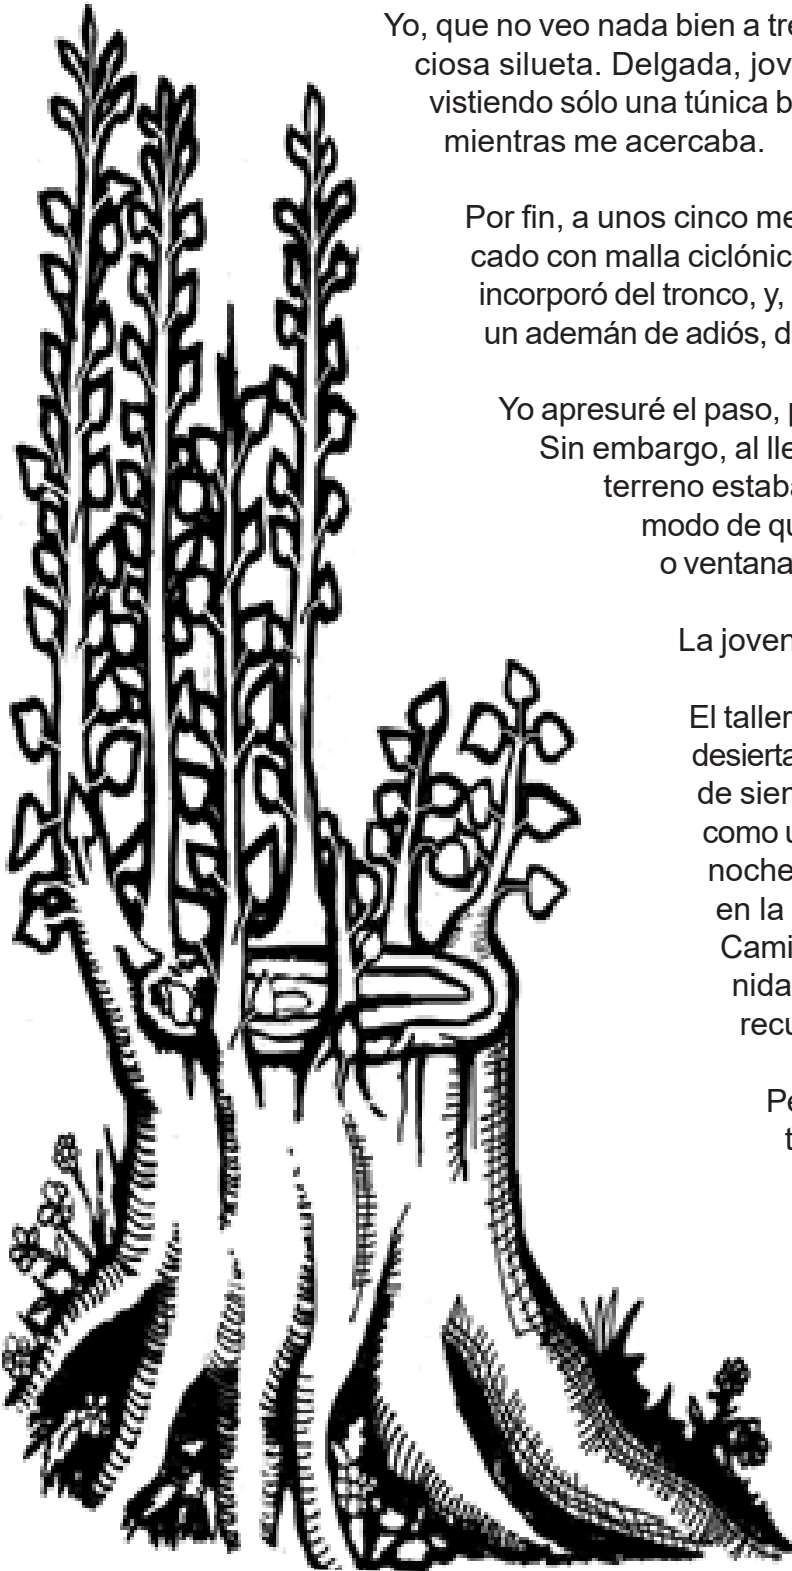 Yo, que no veo nada bien a tre
ciosa silueta. Delgada, jov
vistiendo sólo una túnica b
mientras me acercaba.
Por fin, a unos cinco me
cado con malla ciclónic
incorporó del tronco, y,
un ademán de adiós, d
Yo apresuré el paso, p
Sin embargo, al lle
terreno estaba
modo de qu
o ventana
La joven
El taller
desierta
de sien
como u
noche
en la
Cami
nida
recu
Pe
t